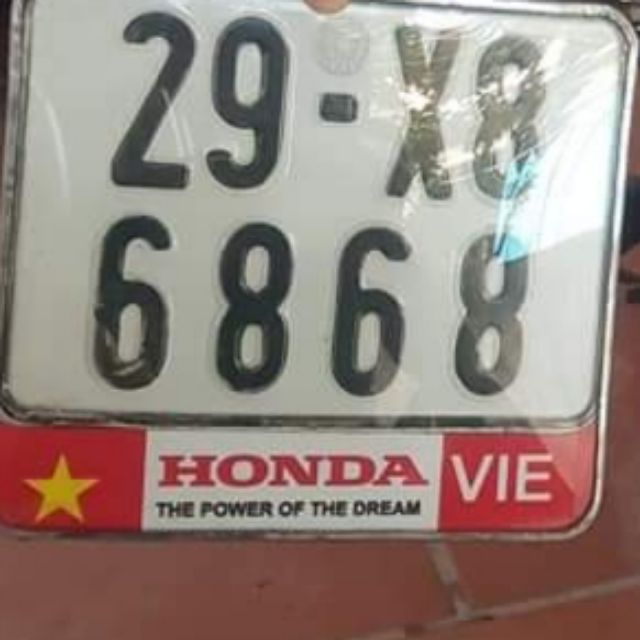 29-X8
6868
HONDA VIE
THE POWER OF THE DREAM